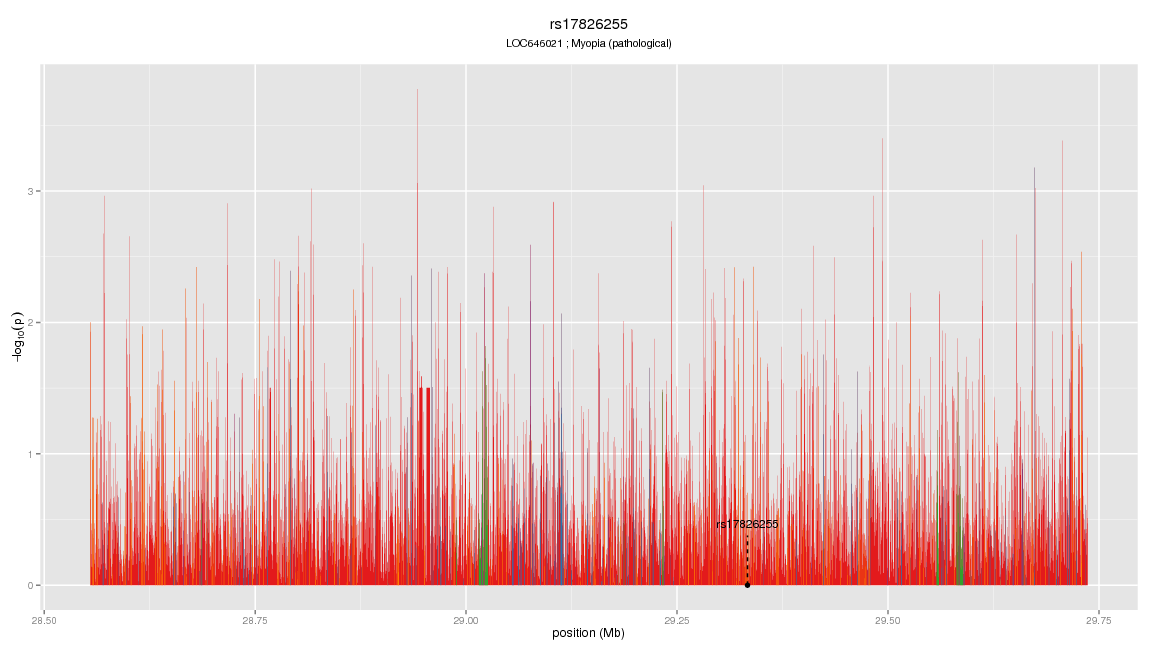 rs17826255
LOC646021 ; Myopia (pathological)
-log10(p)
3
2
1
0
rs17826255
28.50
28.75
29.00
29.25
29.50
29.75
position (Mb)